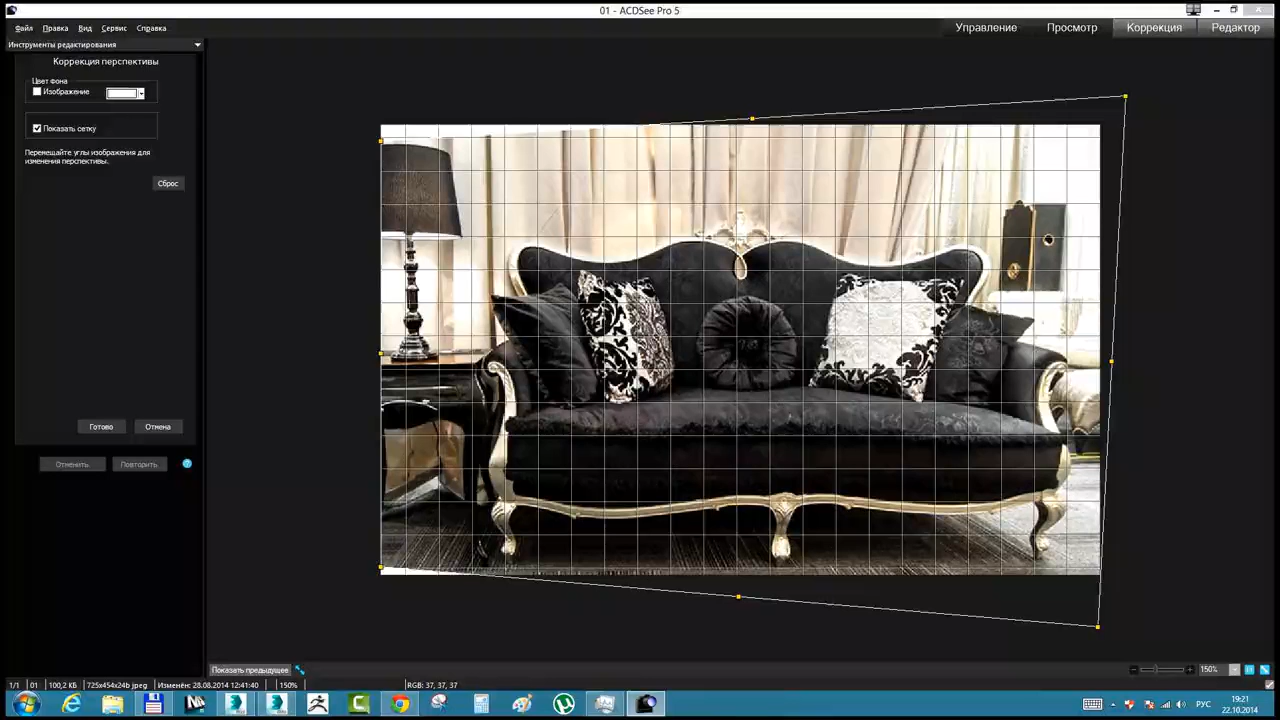 01 - ACDSee Pro 5
Файл Правка Вид Сервис Справка
Управление Просмотр Коррекция Редактор
Инструменты редактирования
Коррекция перспективы
Цвет фона
Изображение
Показать сетку
Перемещайте углы изображения для
изменения перспективы.
Сброс
Готово Отмена
Отменить Повторить
Показать предыдущее
150%
1/1 01 100,2 КБ 725x454x24b jpeg Изменён: 28.08.2014 14:41:40 150% RGB: 37, 37, 37
РУС
19:21
22.10.2014